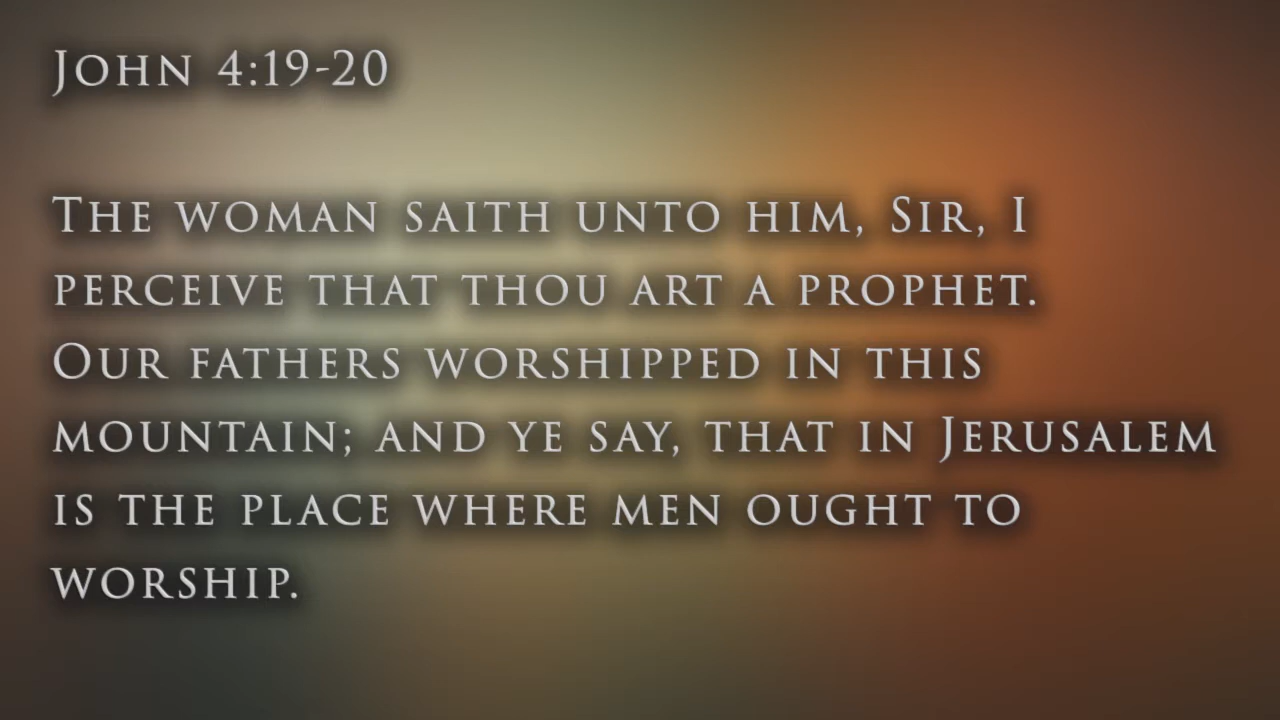 John 4:19-20
The woman saith unto him, Sir, I
perceive that thou art a prophet.
Our fathers worshipped in this
mountain; and ye say, that in Jerusalem
is the place where men ought to
worship.